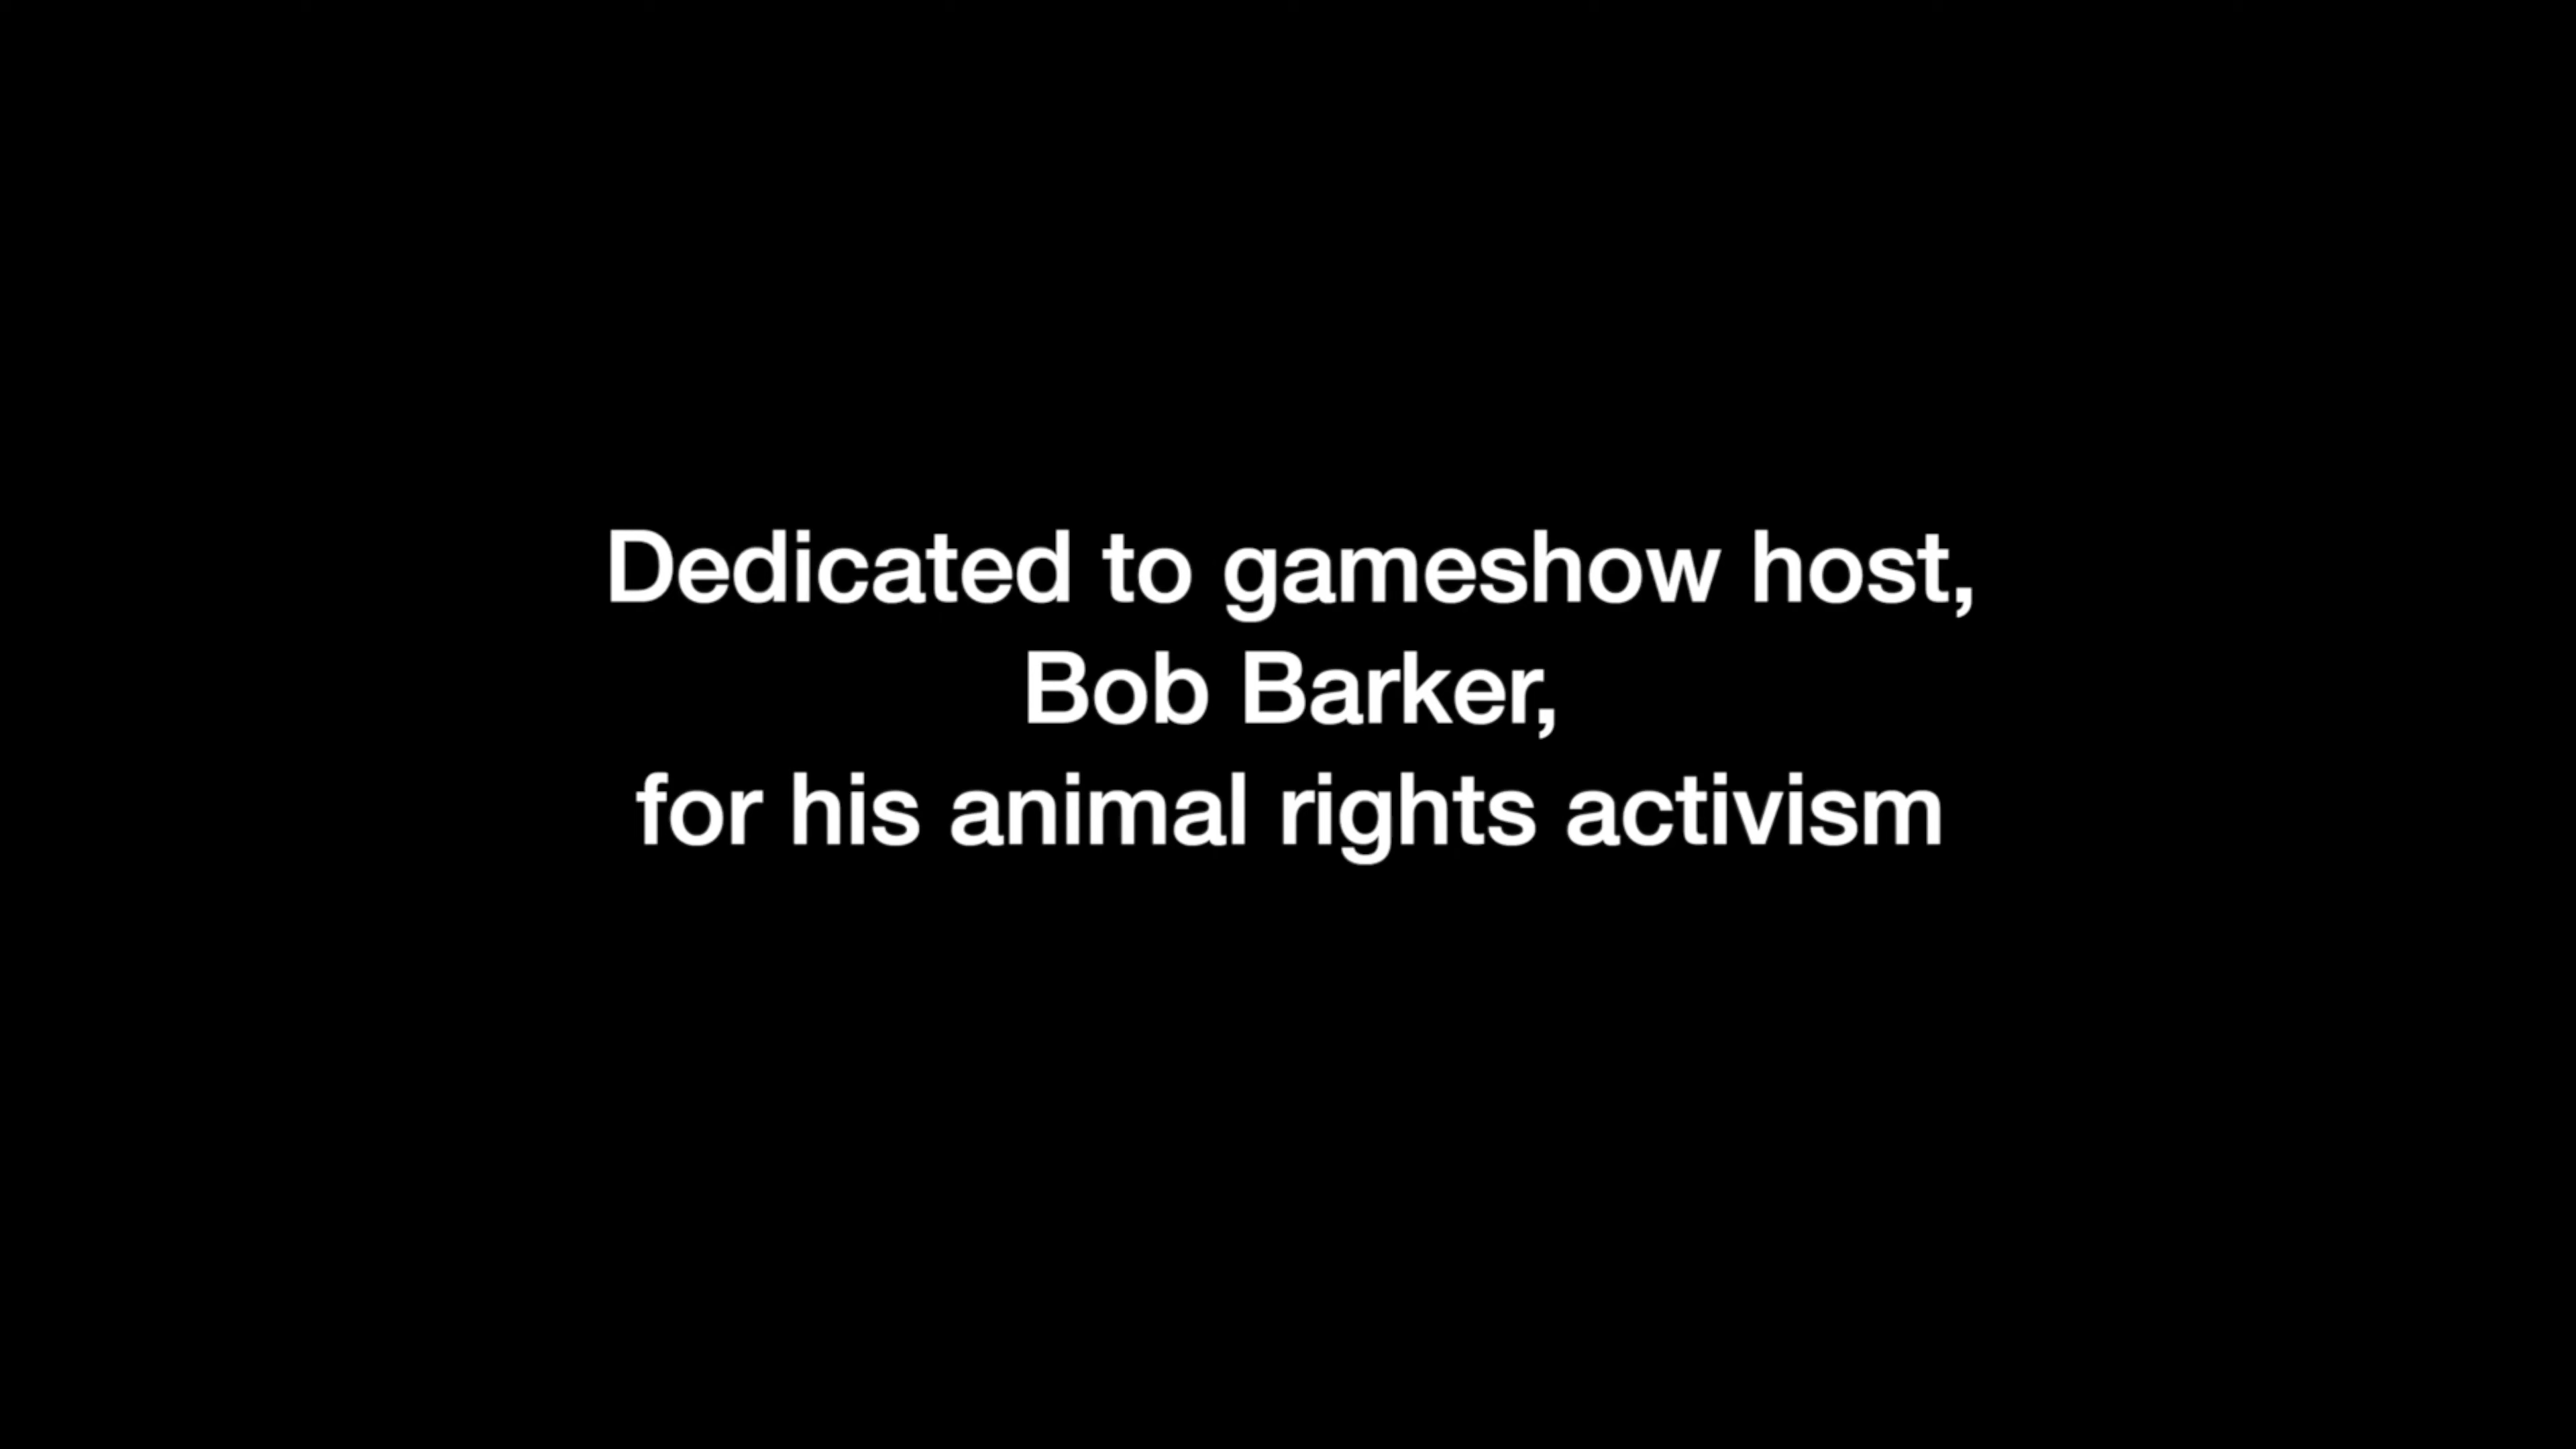 Dedicated to gameshow host,
Bob Barker,
for his animal rights activism